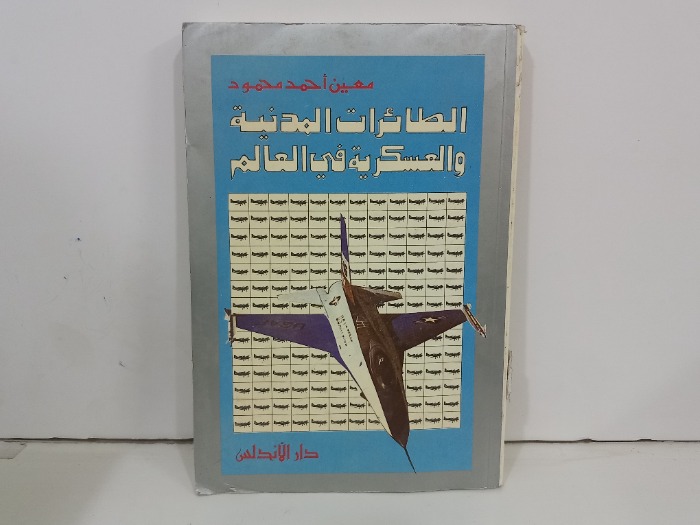 معين أحمد محمود
الطائرات المدنية
والعسكرية في العالم
دار الأندلس